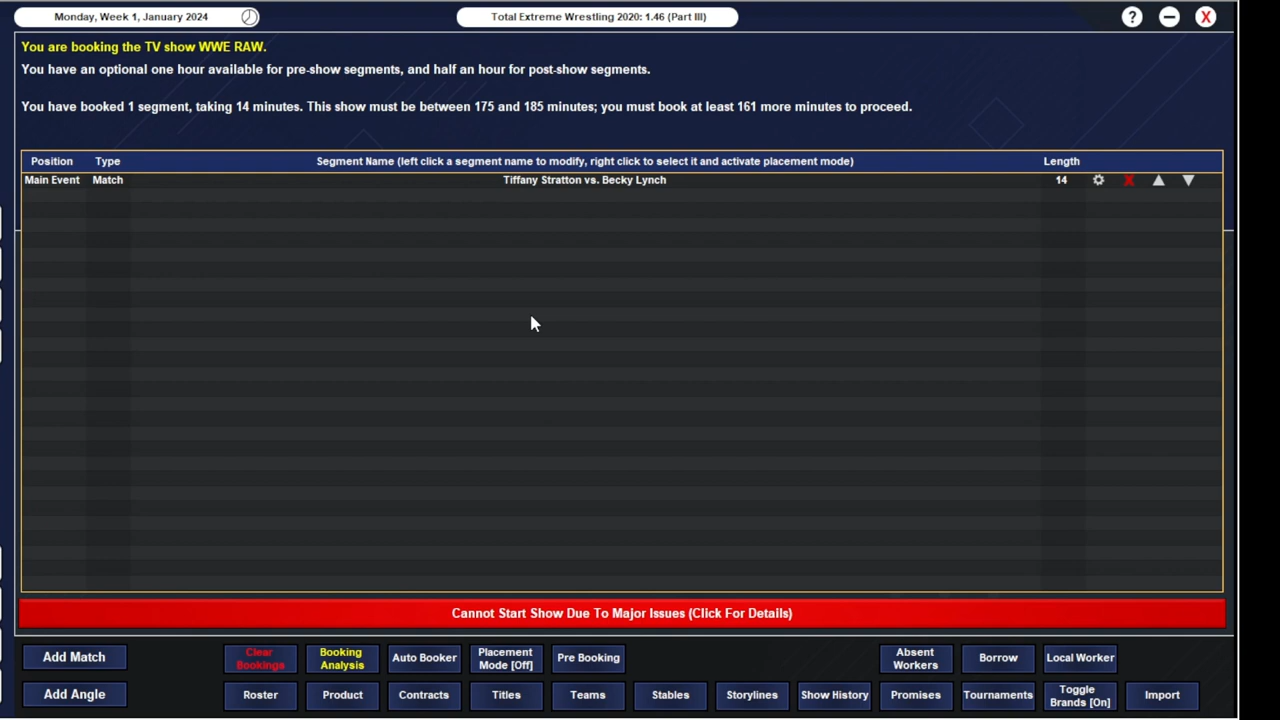 Monday, Week 1, January 2024
Total Extreme Wrestling 2020: 1.46 (Part III)
?
X
You are booking the TV show WWE RAW.
You have an optional one hour available for pre-show segments, and half an hour for post-show segments.
You have booked 1 segment, taking 14 minutes. This show must be between 175 and 185 minutes; you must book at least 161 more minutes to proceed.
Position Type Segment Name (left click a segment name to modify, right click to select it and activate placement mode) Length
Main Event Match Tiffany Stratton vs. Becky Lynch 14 X
Cannot Start Show Due To Major Issues (Click For Details)
Add Match
Clear Bookings
Booking Analysis
Auto Booker
Placement Mode [Off]
Pre Booking
Absent Workers
Borrow
Local Worker
Add Angle
Roster
Product
Contracts
Titles
Teams
Stables
Storylines
Show History
Promises
Tournaments
Toggle Brands [On]
Import